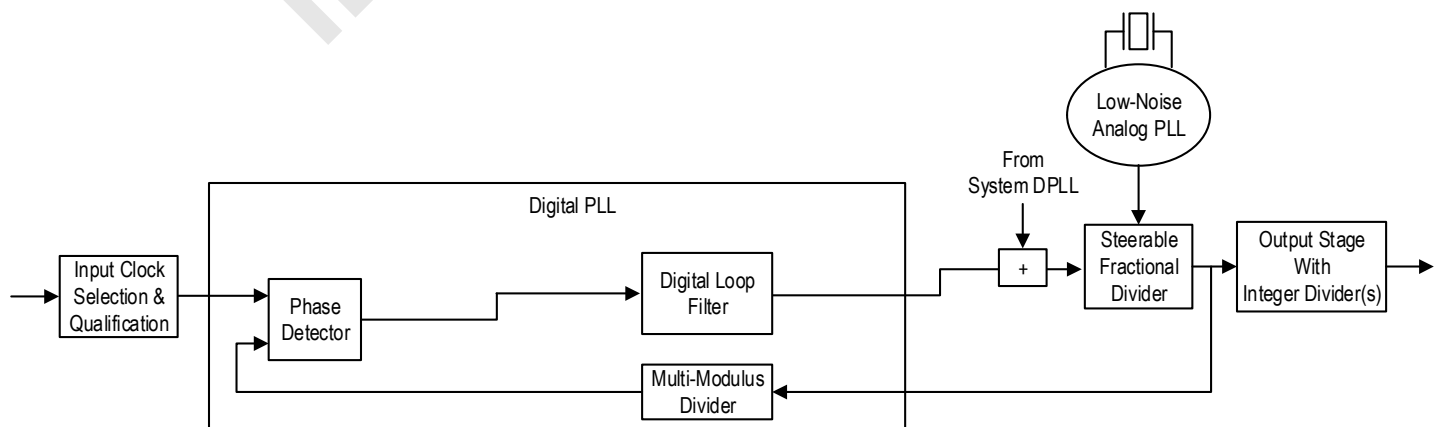 Low-Noise
Analog PLL
From
System DPLL
Digital PLL
Input Clock
Selection &
Qualification
Phase
Detector
Digital Loop
Filter
+
Steerable
Fractional
Divider
Output Stage
With
Integer Divider(s)
Multi-Modulus
Divider